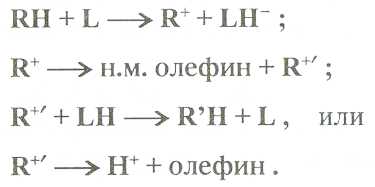 RH + L ⟶ R⁺ + LH⁻ ;
R⁺ ⟶ н.м. олефин + R⁺′ ;
R⁺′ + LH ⟶ R’H + L , или
R⁺′ ⟶ H⁺ + олефин .